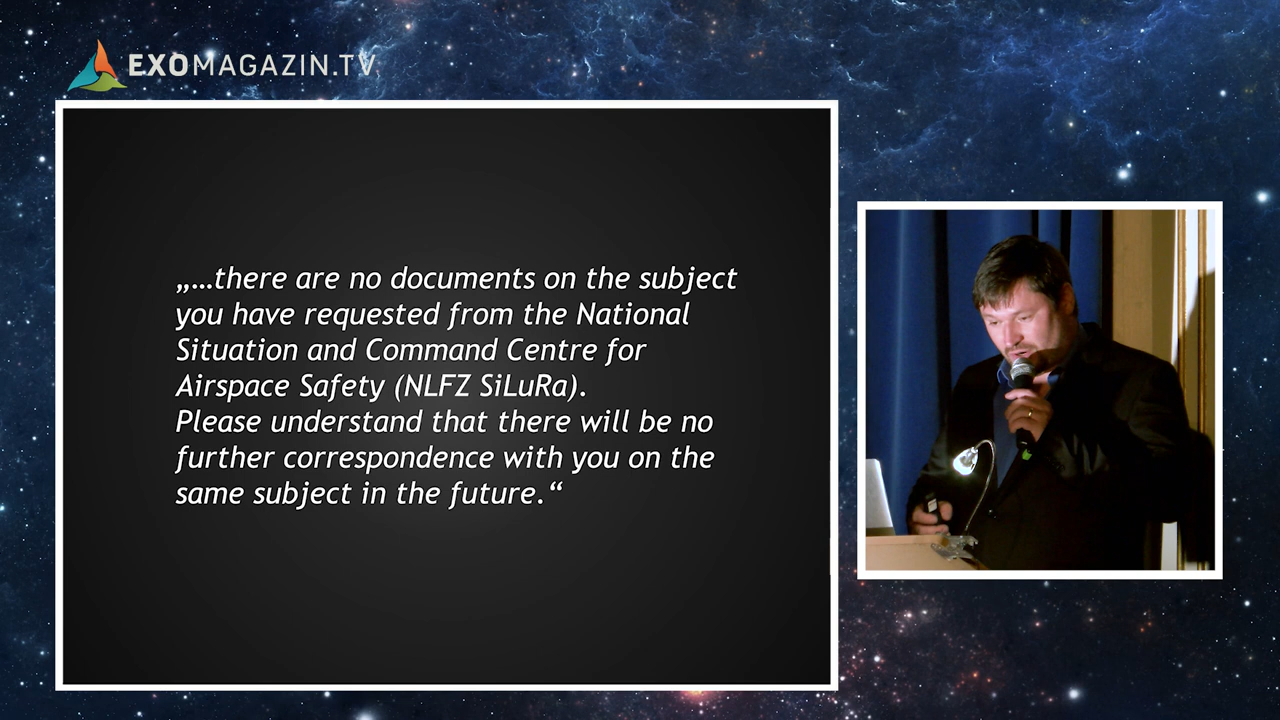 EXOMAGAZIN.TV
„...there are no documents on the subject
you have requested from the National
Situation and Command Centre for
Airspace Safety (NLFZ SiLuRa).
Please understand that there will be no
further correspondence with you on the
same subject in the future.“